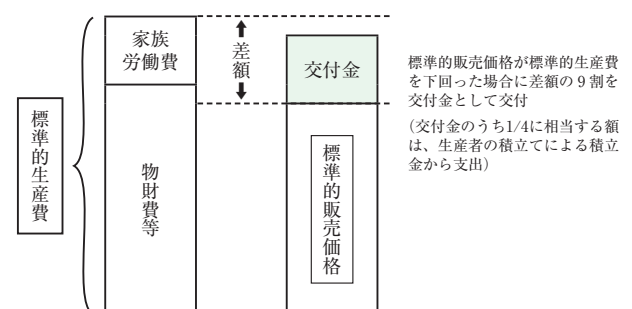 標準的生産費
家族
労働費
物財費等
差額
交付金
標準的販売価格
標準的販売価格が標準的生産費
を下回った場合に差額の９割を
交付金として交付
（交付金のうち1/4に相当する額
は、生産者の積立てによる積立
金から支出）